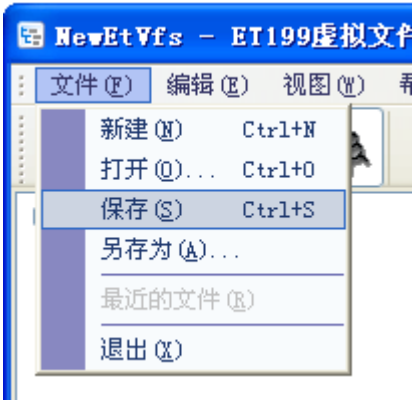 NewEtVfs - ET199虚拟文件
文件(F) 编辑(E) 视图(W)
新建(N) Ctrl+N
打开(O)... Ctrl+O
保存(S) Ctrl+S
另存为(A)...
最近的文件(R)
退出(X)